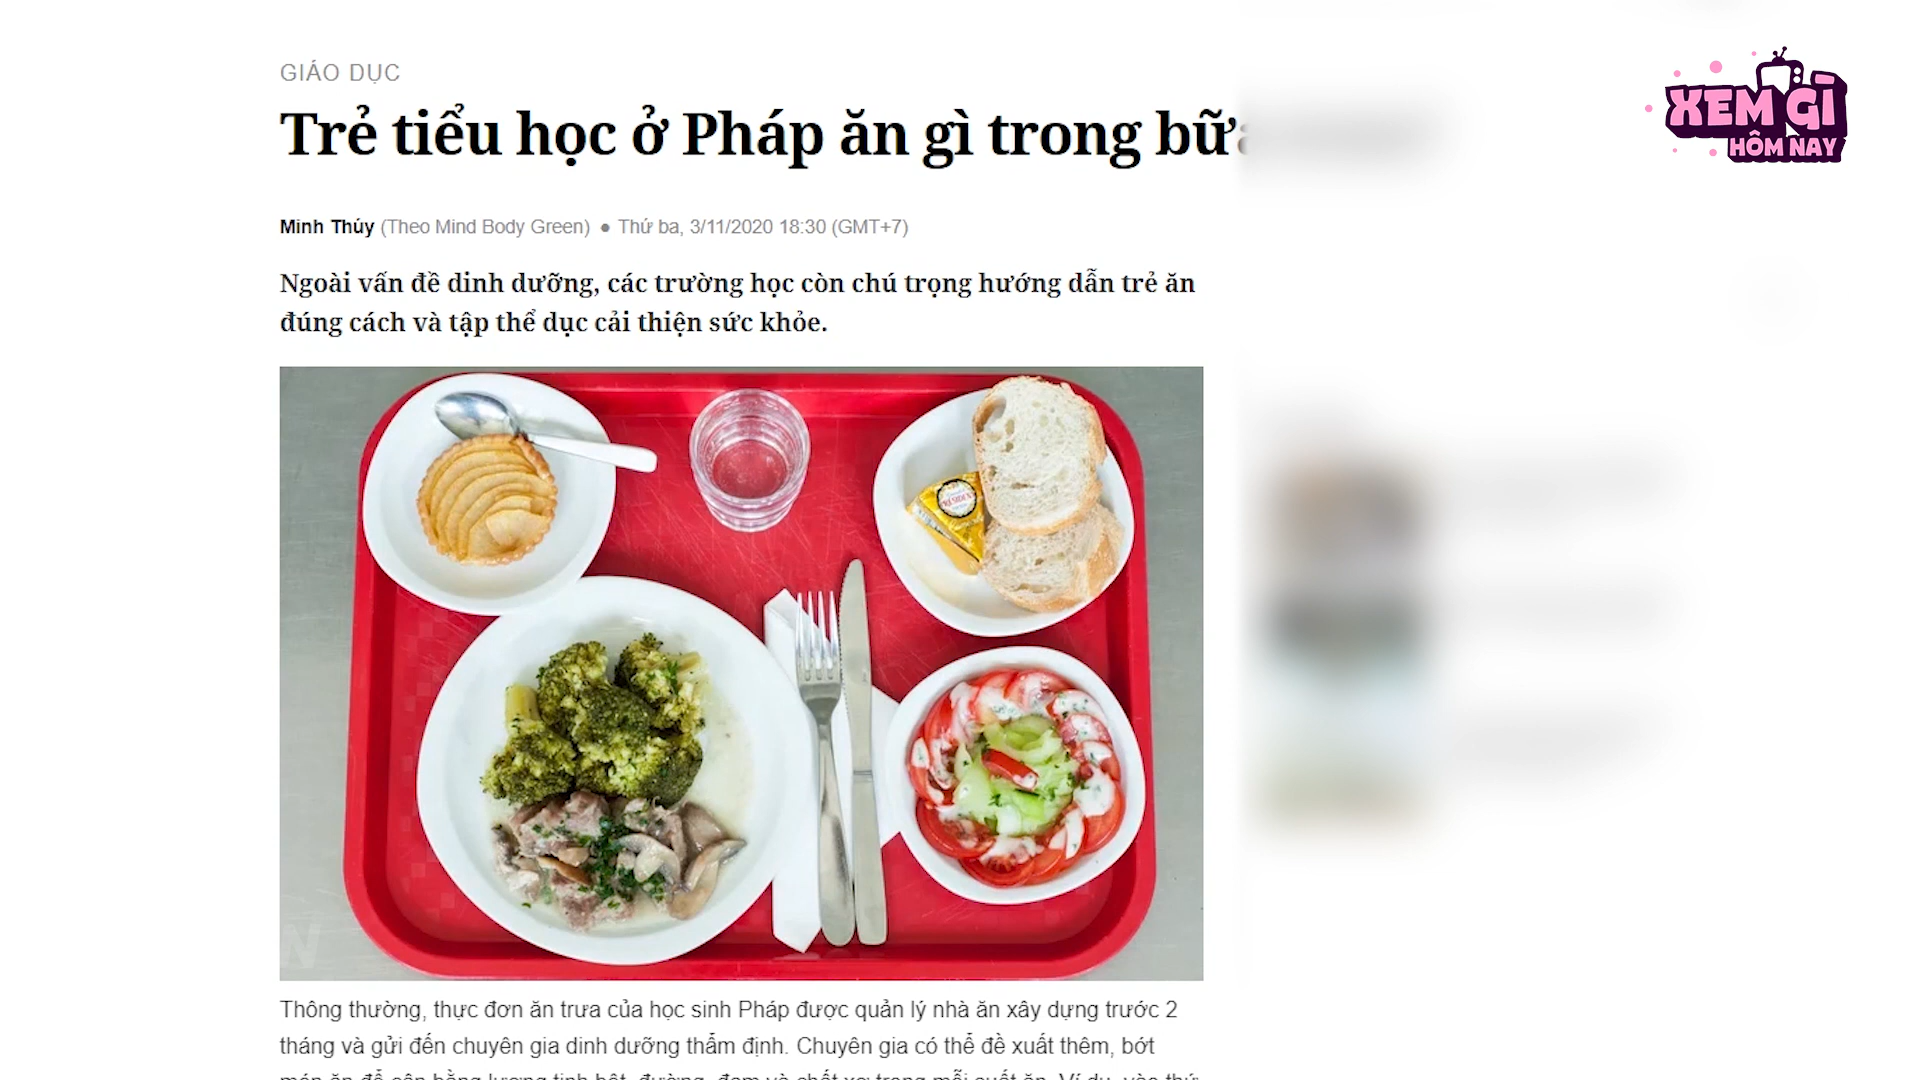 GIÁO DỤC
XEM GÌ
HÔM NAY
Trẻ tiểu học ở Pháp ăn gì trong
Minh Thúy (Theo Mind Body Green) ● Thứ ba, 3/11/2020 18:30 (GMT+7)
Ngoài vấn đề dinh dưỡng, các trường học còn chú trọng hướng dẫn trẻ ăn
đúng cách và tập thể dục cải thiện sức khỏe.
PRÉSIDENT
Thông thường, thực đơn ăn trưa của học sinh Pháp được quản lý nhà ăn xây dựng trước 2
tháng và gửi đến chuyên gia dinh dưỡng thẩm định. Chuyên gia có thể đề xuất thêm, bớt